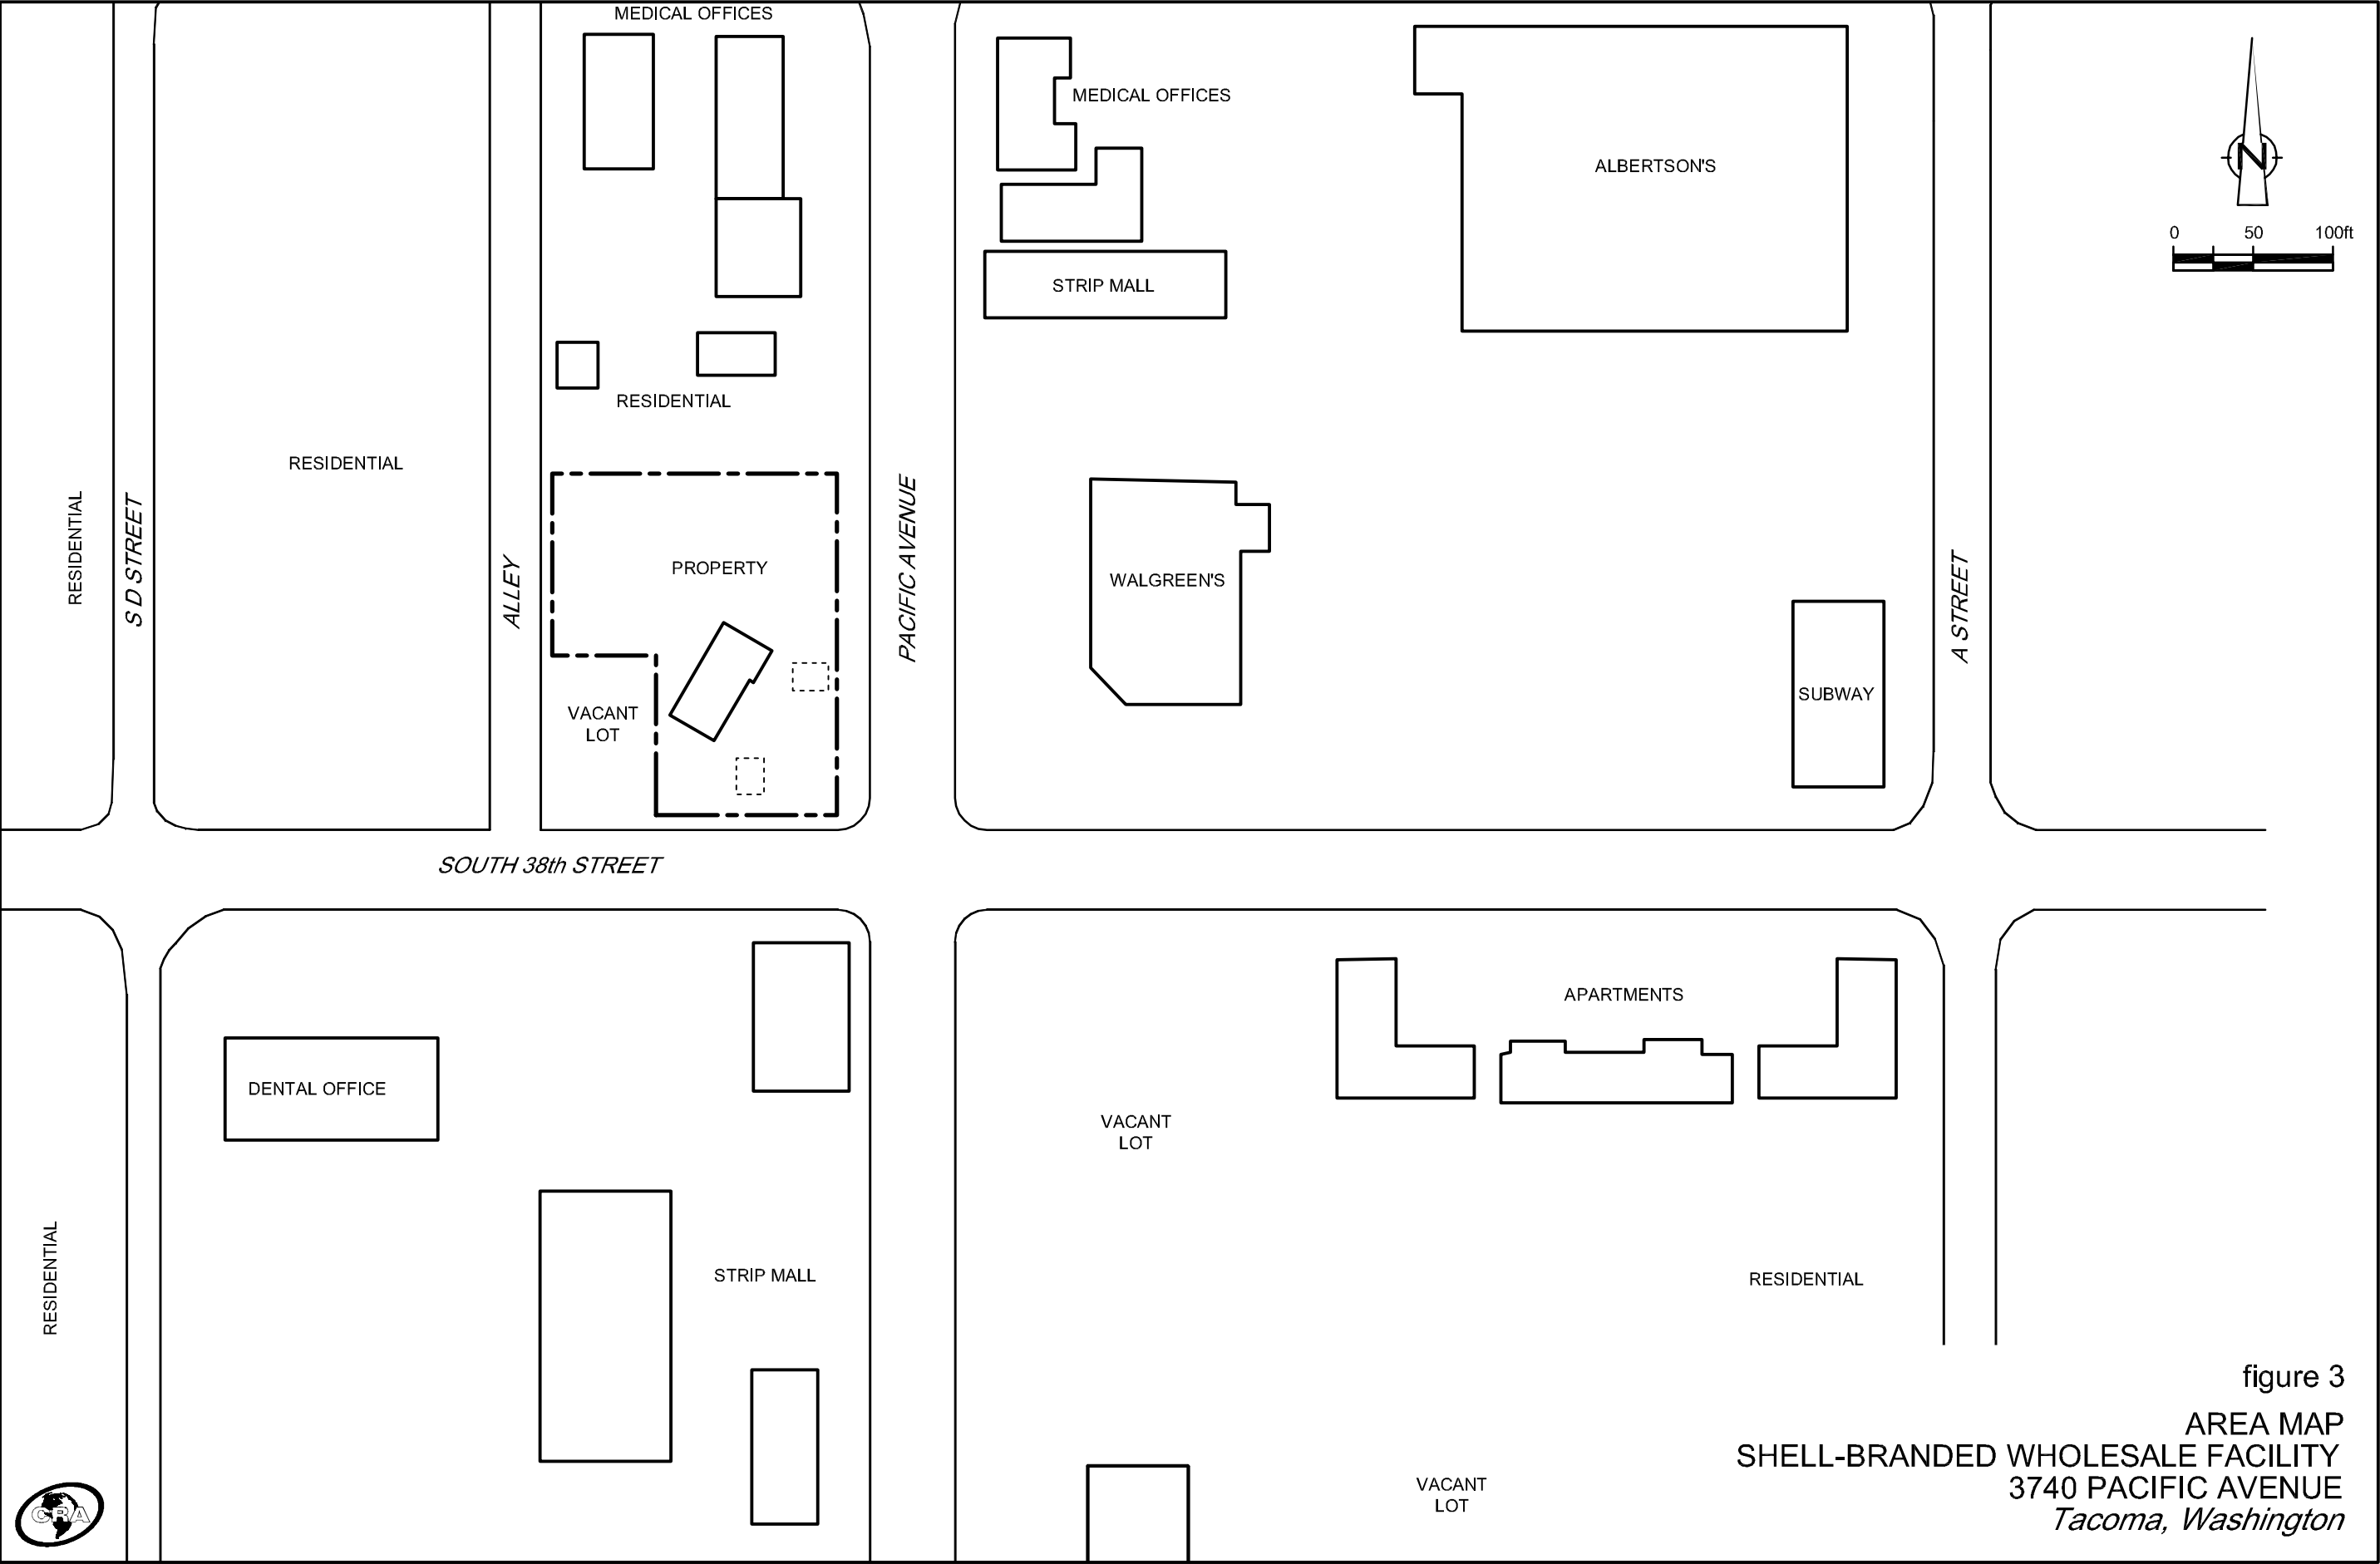 MEDICAL OFFICES
MEDICAL OFFICES
ALBERTSON'S
N
0 50 100ft
STRIP MALL
RESIDENTIAL
RESIDENTIAL
RESIDENTIAL
S D STREET
ALLEY
PROPERTY
PACIFIC AVENUE
WALGREEN'S
A STREET
SUBWAY
VACANT
LOT
SOUTH 38th STREET
APARTMENTS
DENTAL OFFICE
VACANT
LOT
RESIDENTIAL
STRIP MALL
RESIDENTIAL
VACANT
LOT
figure 3
AREA MAP
SHELL-BRANDED WHOLESALE FACILITY
3740 PACIFIC AVENUE
Tacoma, Washington
CRA